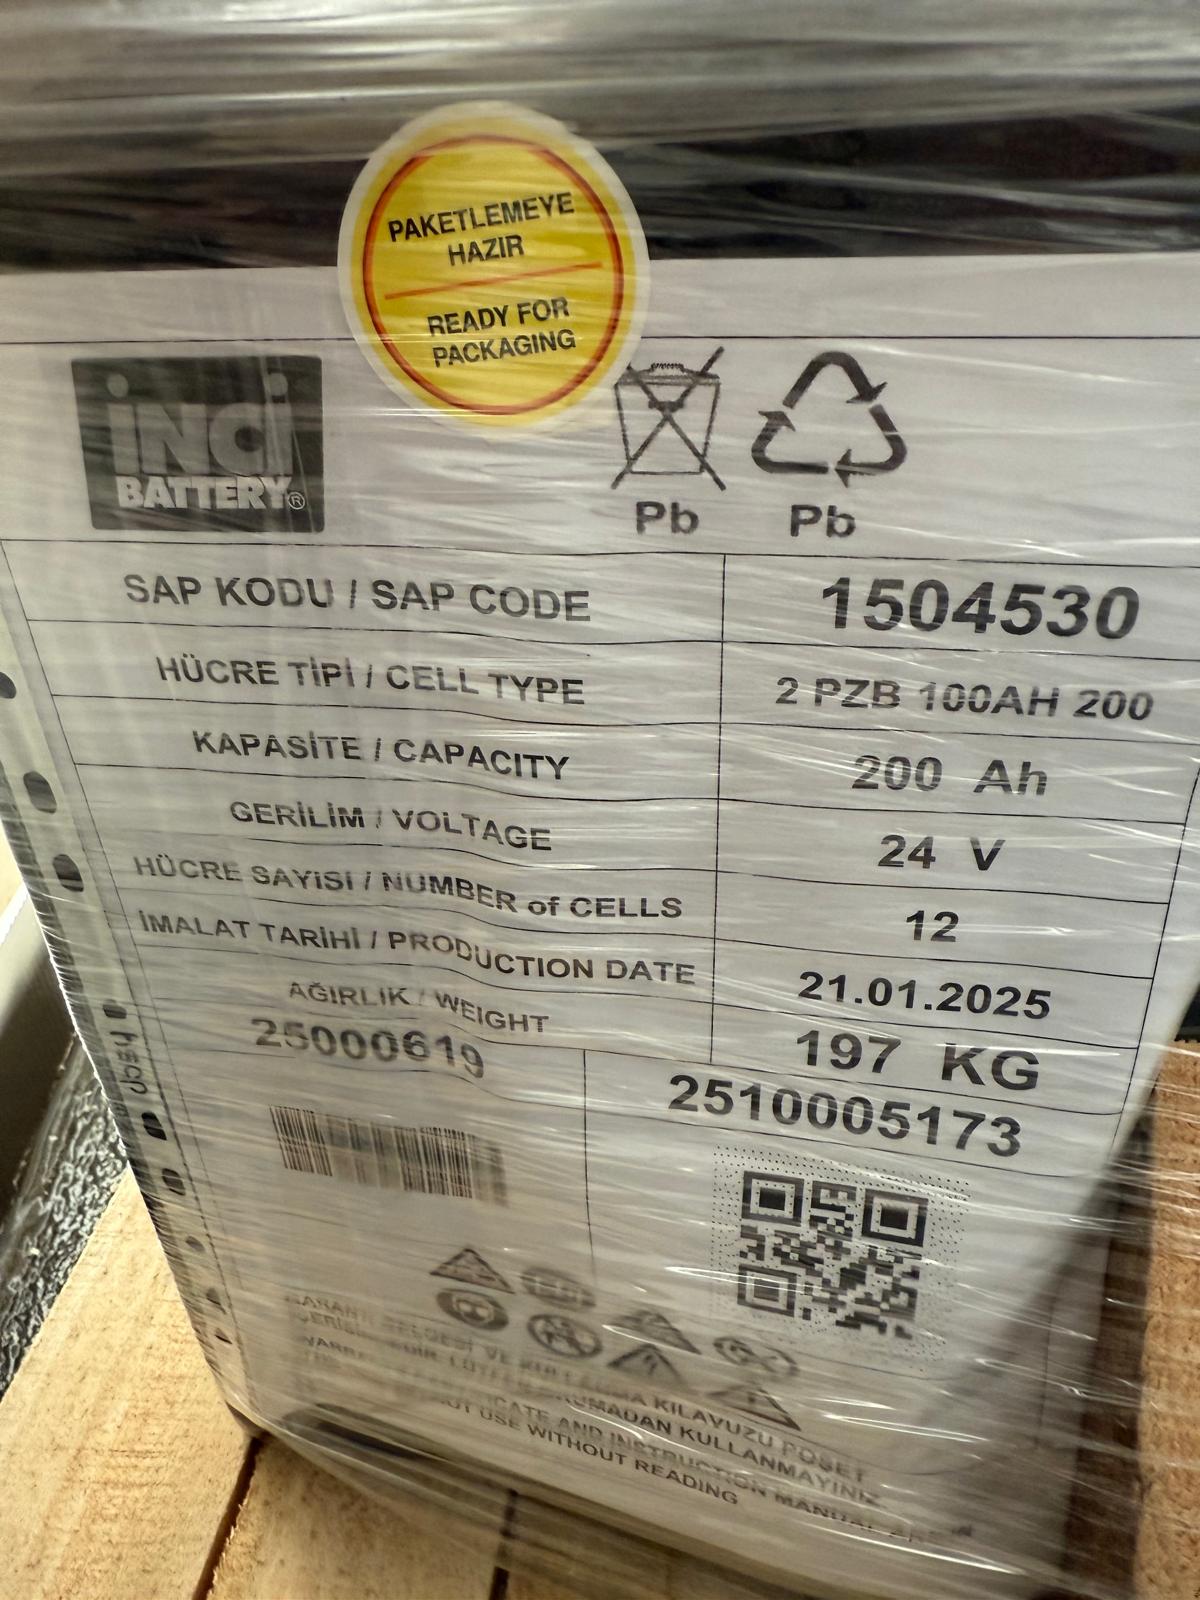 PAKETLEMEYE
HAZIR
READY FOR
PACKAGING
inci
BATTERY®
Pb
Pb
SAP KODU / SAP CODE
1504530
HÜCRE TİPİ / CELL TYPE
2 PZB 100AH 200
KAPASİTE / CAPACITY
200 Ah
GERİLİM / VOLTAGE
24 V
HÜCRE SAYISI / NUMBER of CELLS
12
İMALAT TARİHİ / PRODUCTION DATE
21.01.2025
AĞIRLIK / WEIGHT
197 KG
25000619
2510005173
VE KULLANMA KILAVUZU POŞET
LÜTFEN OKUMADAN KULLANMAYINIZ
AND INSTRUCTION MANUAL
USE WITHOUT READING